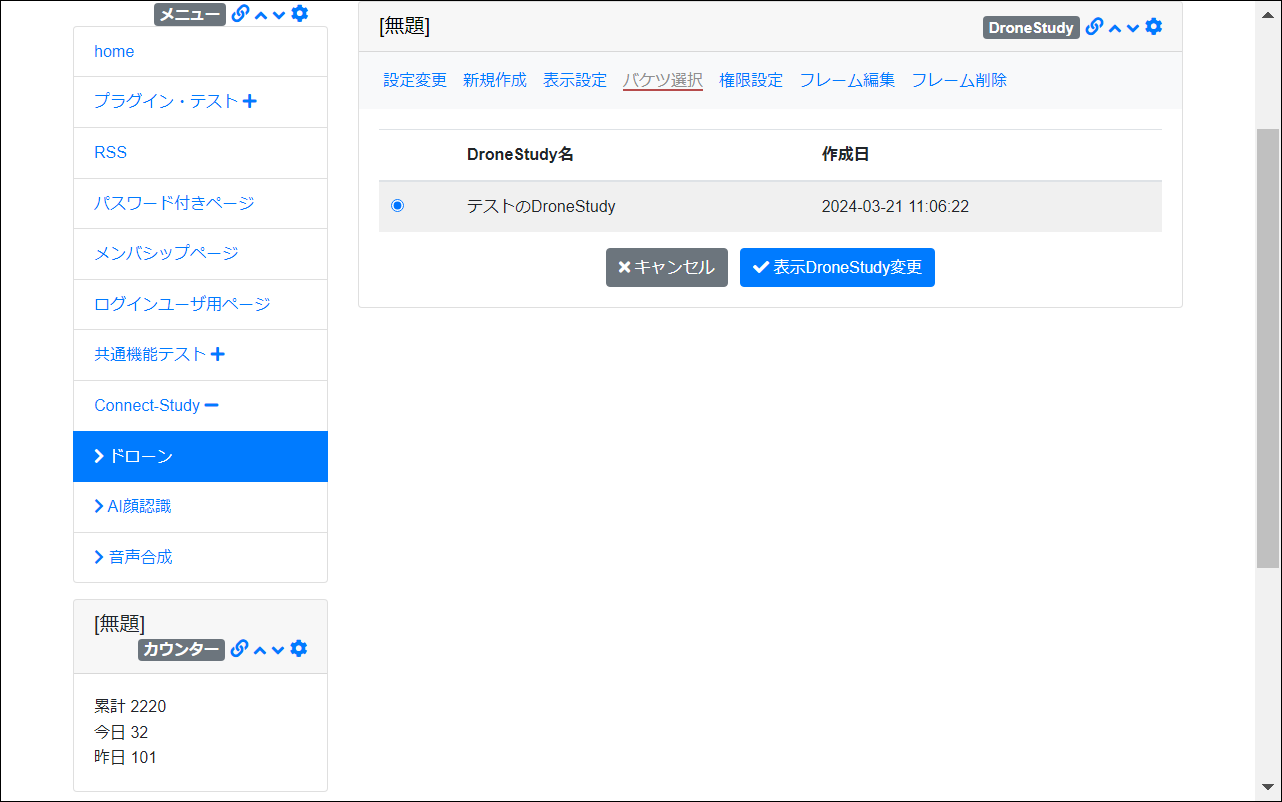 メニュー
home
プラグイン・テスト
RSS
パスワード付きページ
メンバシップページ
ログインユーザ用ページ
共通機能テスト
Connect-Study
ドローン
AI顔認識
音声合成
[無題]
カウンター
累計 2220
今日 32
昨日 101
[無題]
DroneStudy
設定変更 新規作成 表示設定 バケツ選択 権限設定 フレーム編集 フレーム削除
DroneStudy名 作成日
テストのDroneStudy 2024-03-21 11:06:22
キャンセル 表示DroneStudy変更